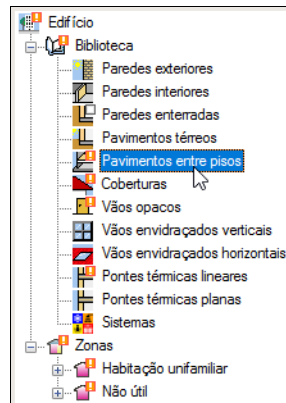 Edifício
Biblioteca
Paredes exteriores
Paredes interiores
Paredes enterradas
Pavimentos térreos
Pavimentos entre pisos
Coberturas
Vãos opacos
Vãos envidraçados verticais
Vãos envidraçados horizontais
Pontes térmicas lineares
Pontes térmicas planas
Sistemas
Zonas
Habitação unifamiliar
Não útil